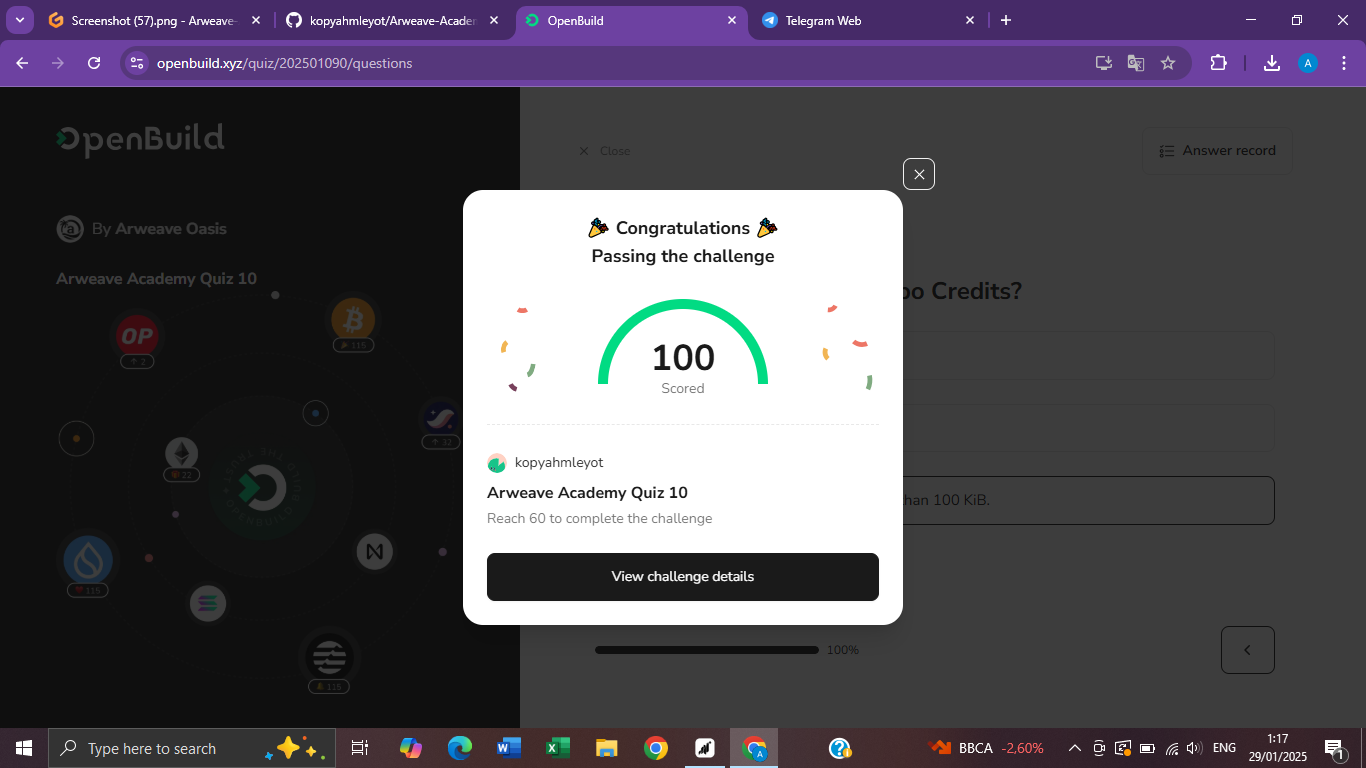 Screenshot (57).png - Arweave-
kopyahmleyot/Arweave-Academ
OpenBuild
Telegram Web
openbuild.xyz/quiz/202501090/questions
A
OpenBuild
Close
Answer record
By Arweave Oasis
Arweave Academy Quiz 10
🎉 Congratulations 🎉
Passing the challenge
oo Credits?
OP
2
115
100
Scored
32
22
kopyahmleyot
Arweave Academy Quiz 10
Reach 60 to complete the challenge
han 100 KiB.
View challenge details
115
115
100%
Type here to search
BBCA -2,60%
ENG
1:17
29/01/2025
1